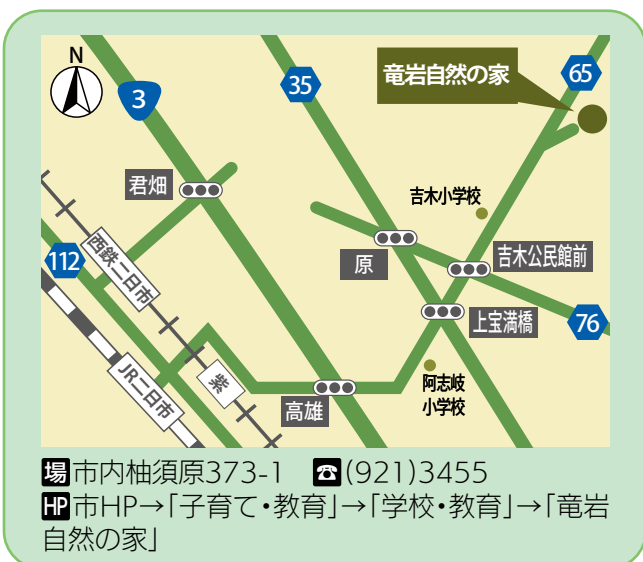 N
3
35
竜岩自然の家
65
君畑
吉木小学校
112
西鉄二日市
原
吉木公民館前
上宝満橋
76
JR二日市
紫
高雄
阿志岐
小学校
場市内柚須原373-1 ☎(921)3455
HP市HP→「子育て・教育」→「学校・教育」→「竜岩
自然の家」